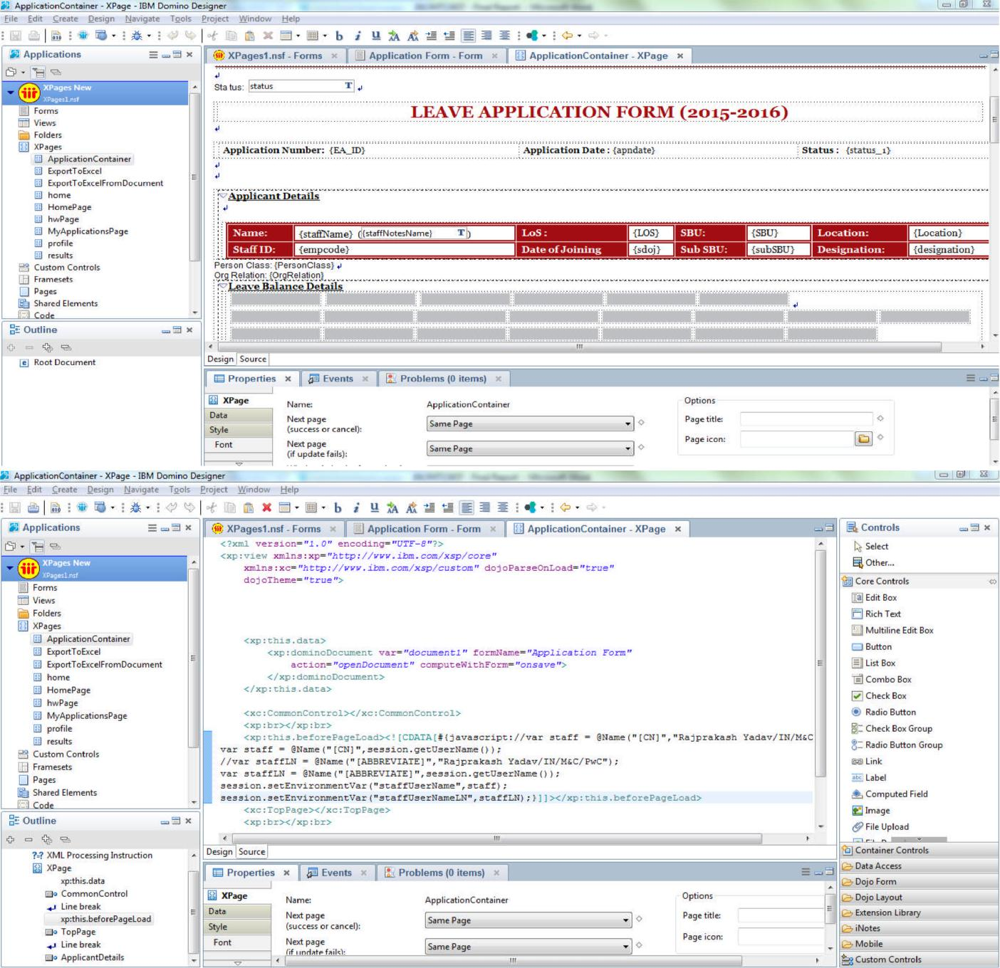 ApplicationContainer - XPage - IBM Domino Designer
File Edit Create Design Navigate Tools Project Window Help
Applications
XPages1.nsf - Forms
Application Form - Form
ApplicationContainer - XPage
XPages New
XPages1.nsf
Forms
Views
Folders
XPages
ApplicationContainer
ExportToExcel
ExportToExcelFromDocument
home
HomePage
hwPage
MyApplicationsPage
profile
results
Custom Controls
Framesets
Pages
Shared Elements
Code
Outline
Root Document
Status: status
LEAVE APPLICATION FORM (2015-2016)
Application Number: {EA_ID} Application Date : {apndate} Status : {status_1}
Applicant Details
Name: {staffName} ({staffNotesName} ) LoS : {LOS} SBU: {SBU} Location: {Location}
Staff ID: {empcode} Date of Joining {sdoj} Sub SBU: {subSBU} Designation: {designation}
Person Class: {PersonClass}
Org Relation: {OrgRelation}
Leave Balance Details
Design Source
Properties Events Problems (0 items)
XPage
Data
Style
Font
Name: ApplicationContainer
Next page
(success or cancel): Same Page
Next page
(if update fails): Same Page
Options
Page title:
Page icon:
ApplicationContainer - XPage - IBM Domino Designer
File Edit Create Design Navigate Tools Project Window Help
Applications
XPages1.nsf - Forms
Application Form - Form
ApplicationContainer - XPage
XPages New
XPages1.nsf
Forms
Views
Folders
XPages
ApplicationContainer
ExportToExcel
ExportToExcelFromDocument
home
HomePage
hwPage
MyApplicationsPage
profile
results
Custom Controls
Framesets
Pages
Shared Elements
Code
Outline
?-? XML Processing Instruction
XPage
xp:this.data
CommonControl
Line break
xp:this.beforePageLoad
TopPage
Line break
ApplicantDetails
<?xml version="1.0" encoding="UTF-8"?>
<xp:view xmlns:xp="http://www.ibm.com/xsp/core"
xmlns:xc="http://www.ibm.com/xsp/custom" dojoParseOnLoad="true"
dojoTheme="true">
<xp:this.data>
<xp:dominoDocument var="document1" formName="Application Form"
action="openDocument" computeWithForm="onsave">
</xp:dominoDocument>
</xp:this.data>
<xc:CommonControl></xc:CommonControl>
<xp:br></xp:br>
<xp:this.beforePageLoad><![CDATA[#{javascript://var staff = @Name("[CN]","Rajprakash Yadav/IN/M&C
var staff = @Name("[CN]",session.getUserName());
//var staffLN = @Name("[ABBREVIATE]","Rajprakash Yadav/IN/M&C/PwC");
var staffLN = @Name("[ABBREVIATE]",session.getUserName());
session.setEnvironmentVar("staffUserName",staff);
session.setEnvironmentVar("staffUserNameLN",staffLN);}]]></xp:this.beforePageLoad>
<xc:TopPage></xc:TopPage>
<xp:br></xp:br>
Design Source
Properties Events Problems (0 items)
XPage
Data
Style
Font
Name: ApplicationContainer
Next page
(success or cancel): Same Page
Next page
(if update fails): Same Page
Options
Page title:
Page icon:
Controls
Select
Other...
Core Controls
Edit Box
Rich Text
Multiline Edit Box
Button
List Box
Combo Box
Check Box
Radio Button
Check Box Group
Radio Button Group
Link
Label
Computed Field
Image
File Upload
Container Controls
Data Access
Dojo Form
Dojo Layout
Extension Library
iNotes
Mobile
Custom Controls